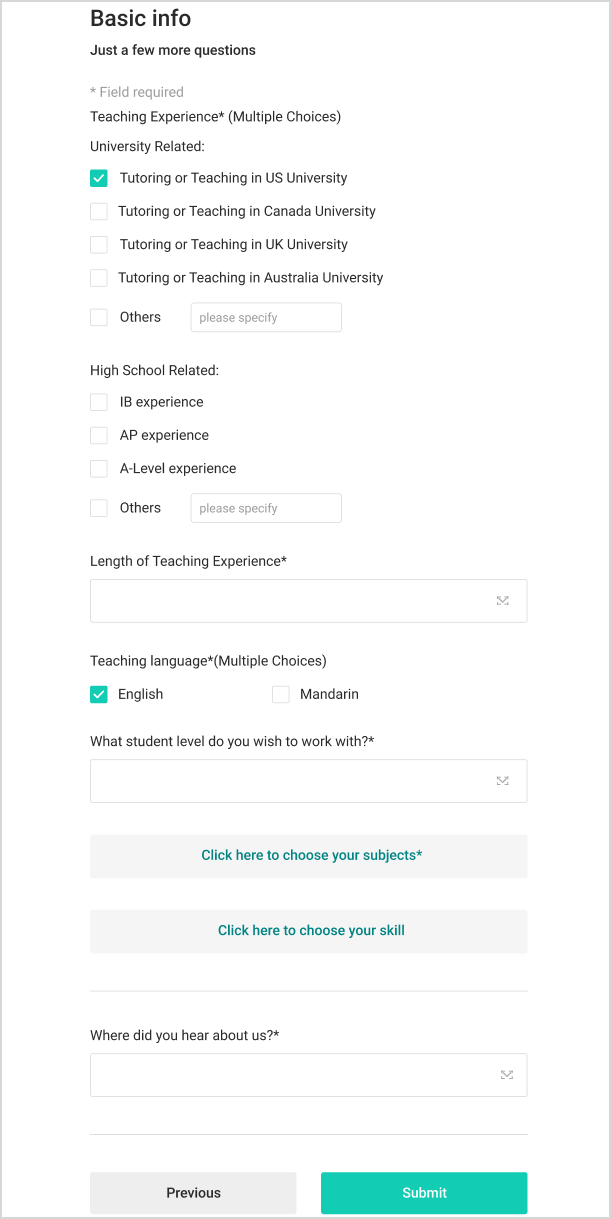 Basic info
Just a few more questions
* Field required
Teaching Experience* (Multiple Choices)
University Related:
Tutoring or Teaching in US University
Tutoring or Teaching in Canada University
Tutoring or Teaching in UK University
Tutoring or Teaching in Australia University
Others please specify
High School Related:
IB experience
AP experience
A-Level experience
Others please specify
Length of Teaching Experience*
Teaching language*(Multiple Choices)
English Mandarin
What student level do you wish to work with?*
Click here to choose your subjects*
Click here to choose your skill
Where did you hear about us?*
Previous Submit